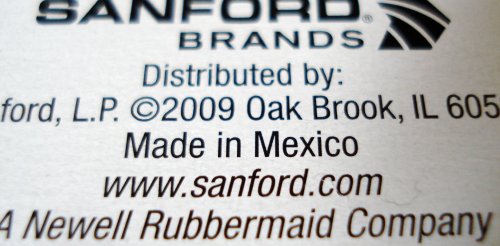 SANFORD®
BRANDS
Distributed by:
ford, L.P. ©2009 Oak Brook, IL 605
Made in Mexico
www.sanford.com
A Newell Rubbermaid Company